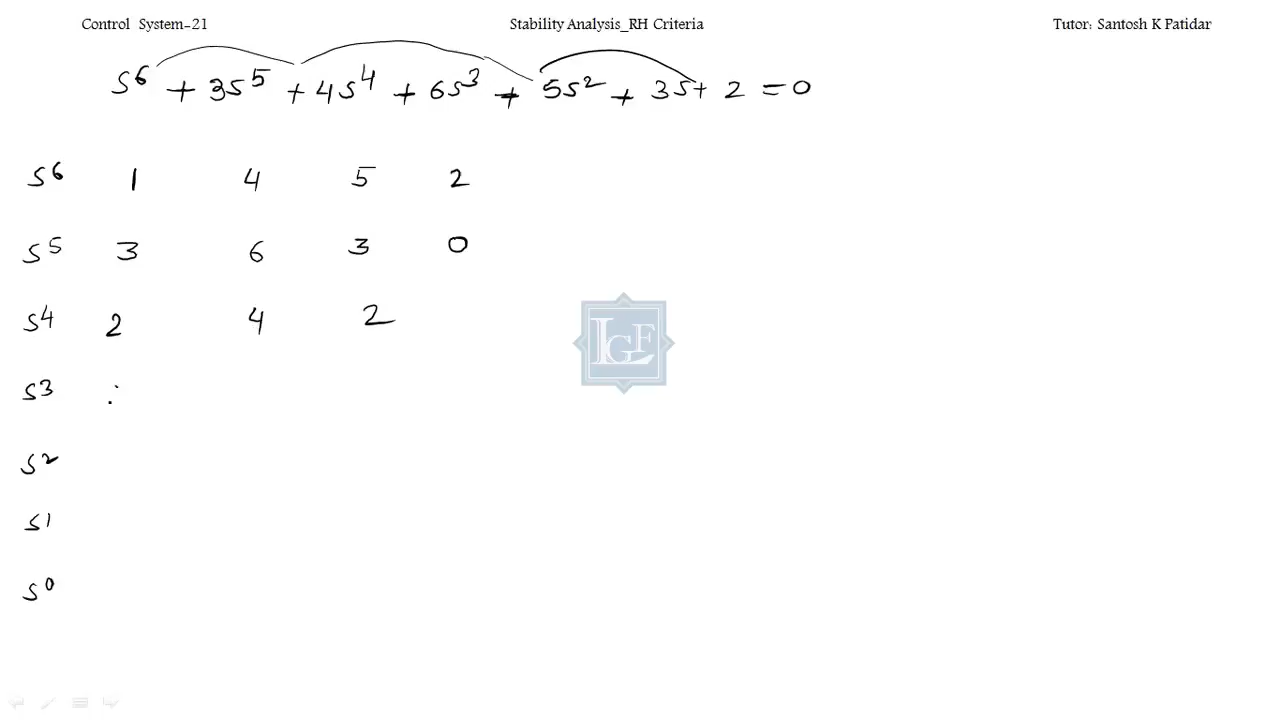 Control System-21 Stability Analysis_RH Criteria Tutor: Santosh K Patidar
s⁶ + 3s⁵ + 4s⁴ + 6s³ + 5s² + 3s + 2 = 0
s⁶ 1 4 5 2
s⁵ 3 6 3 0
s⁴ 2 4 2
s³
s²
s¹
s⁰
LGF